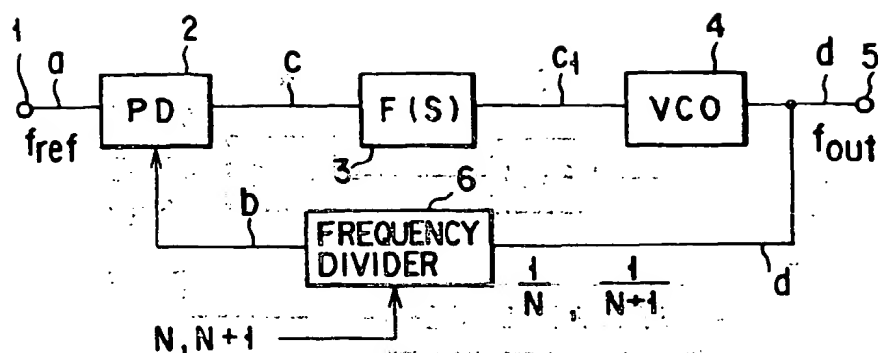 1 a 2 c c1 4 d 5
PD F(S) VCO
fref 3 fout
b 6
FREQUENCY
DIVIDER
1/N , 1/N+1 d
N, N+1